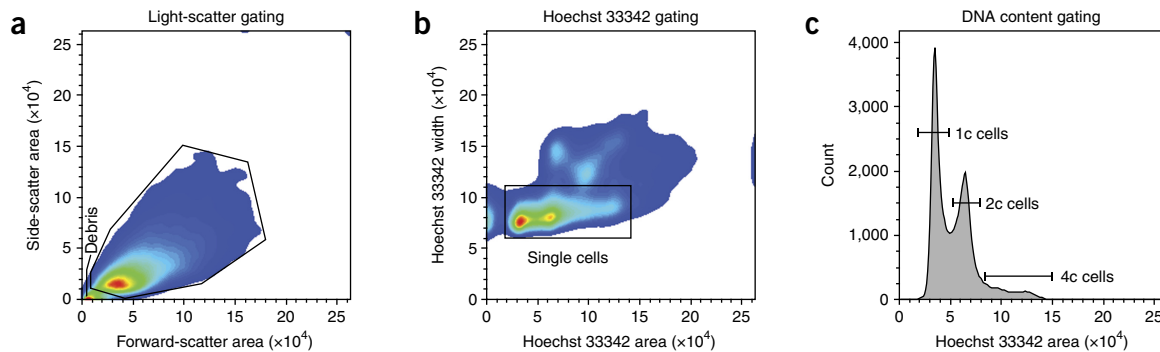 a
Light-scatter gating
Side-scatter area (×10⁴)
25
20
15
10
5
0
Debris
0 5 10 15 20 25
Forward-scatter area (×10⁴)
b
Hoechst 33342 gating
Hoechst 33342 width (×10⁴)
25
20
15
10
5
0
Single cells
0 5 10 15 20 25
Hoechst 33342 area (×10⁴)
c
DNA content gating
Count
4,000
3,000
2,000
1,000
0
1c cells
2c cells
4c cells
0 5 10 15 20 25
Hoechst 33342 area (×10⁴)